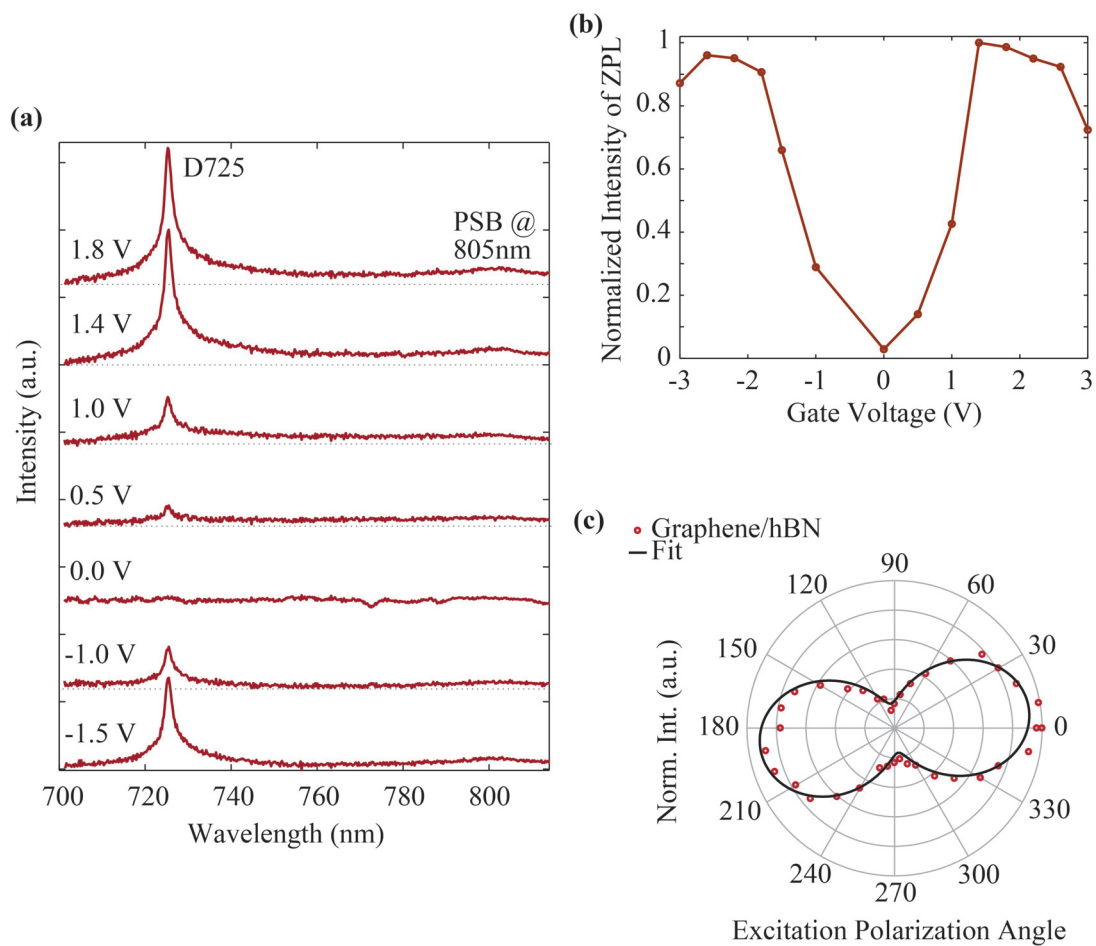 (a)
D725
PSB @
805nm
1.8 V
1.4 V
1.0 V
0.5 V
0.0 V
-1.0 V
-1.5 V
Intensity (a.u.)
700 720 740 760 780 800
Wavelength (nm)
(b)
Normalized Intensity of ZPL
1
0.8
0.6
0.4
0.2
0
-3 -2 -1 0 1 2 3
Gate Voltage (V)
(c)
Graphene/hBN
Fit
90
120 60
150 30
180 0
210 330
240 300
270
Norm. Int. (a.u.)
Excitation Polarization Angle